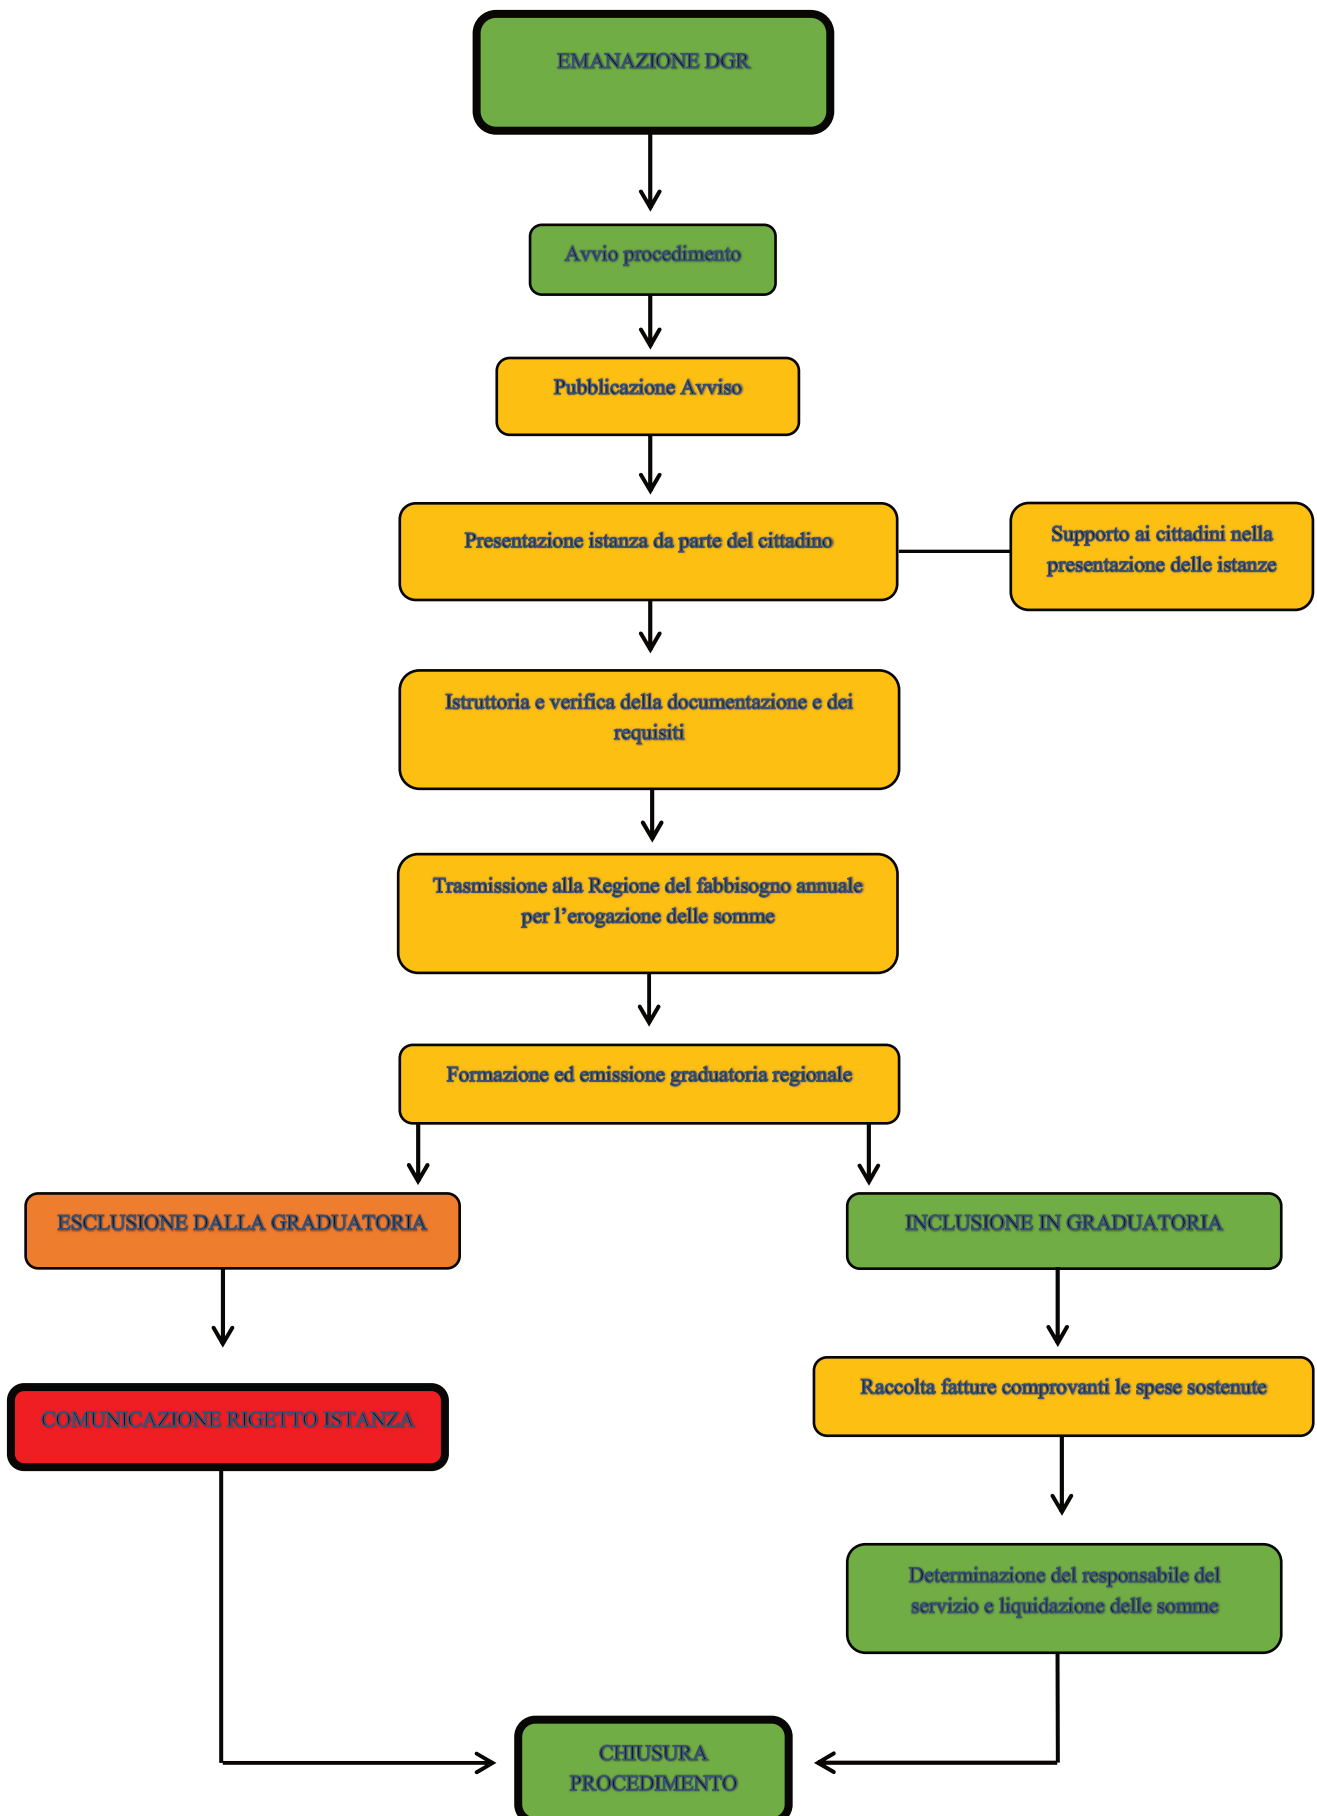 EMANAZIONE DGR
Avvio procedimento
Pubblicazione Avviso
Presentazione istanza da parte del cittadino
Supporto ai cittadini nella
presentazione delle istanze
Istruttoria e verifica della documentazione e dei
requisiti
Trasmissione alla Regione del fabbisogno annuale
per l’erogazione delle somme
Formazione ed emissione graduatoria regionale
ESCLUSIONE DALLA GRADUATORIA
INCLUSIONE IN GRADUATORIA
COMUNICAZIONE RIGETTO ISTANZA
Raccolta fatture comprovanti le spese sostenute
Determinazione del responsabile del
servizio e liquidazione delle somme
CHIUSURA
PROCEDIMENTO